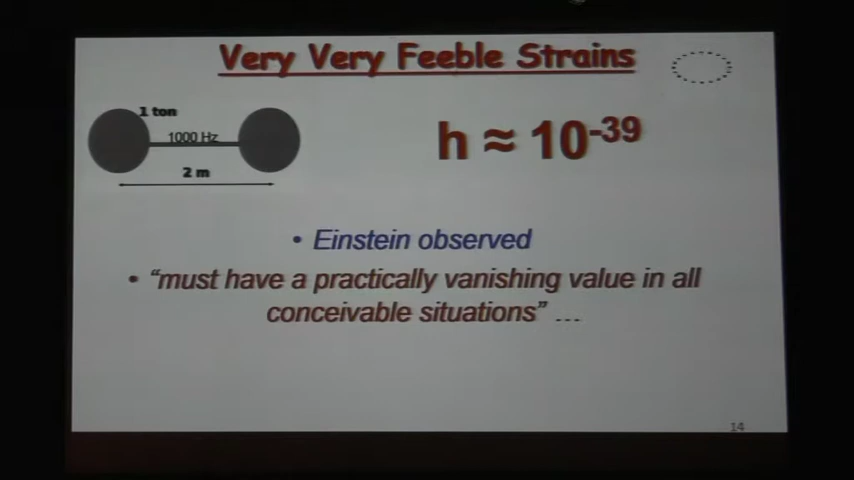 Very Very Feeble Strains
1 ton
1000 Hz
2 m
h ≈ 10⁻³⁹
• Einstein observed
• “must have a practically vanishing value in all
conceivable situations” ...
14